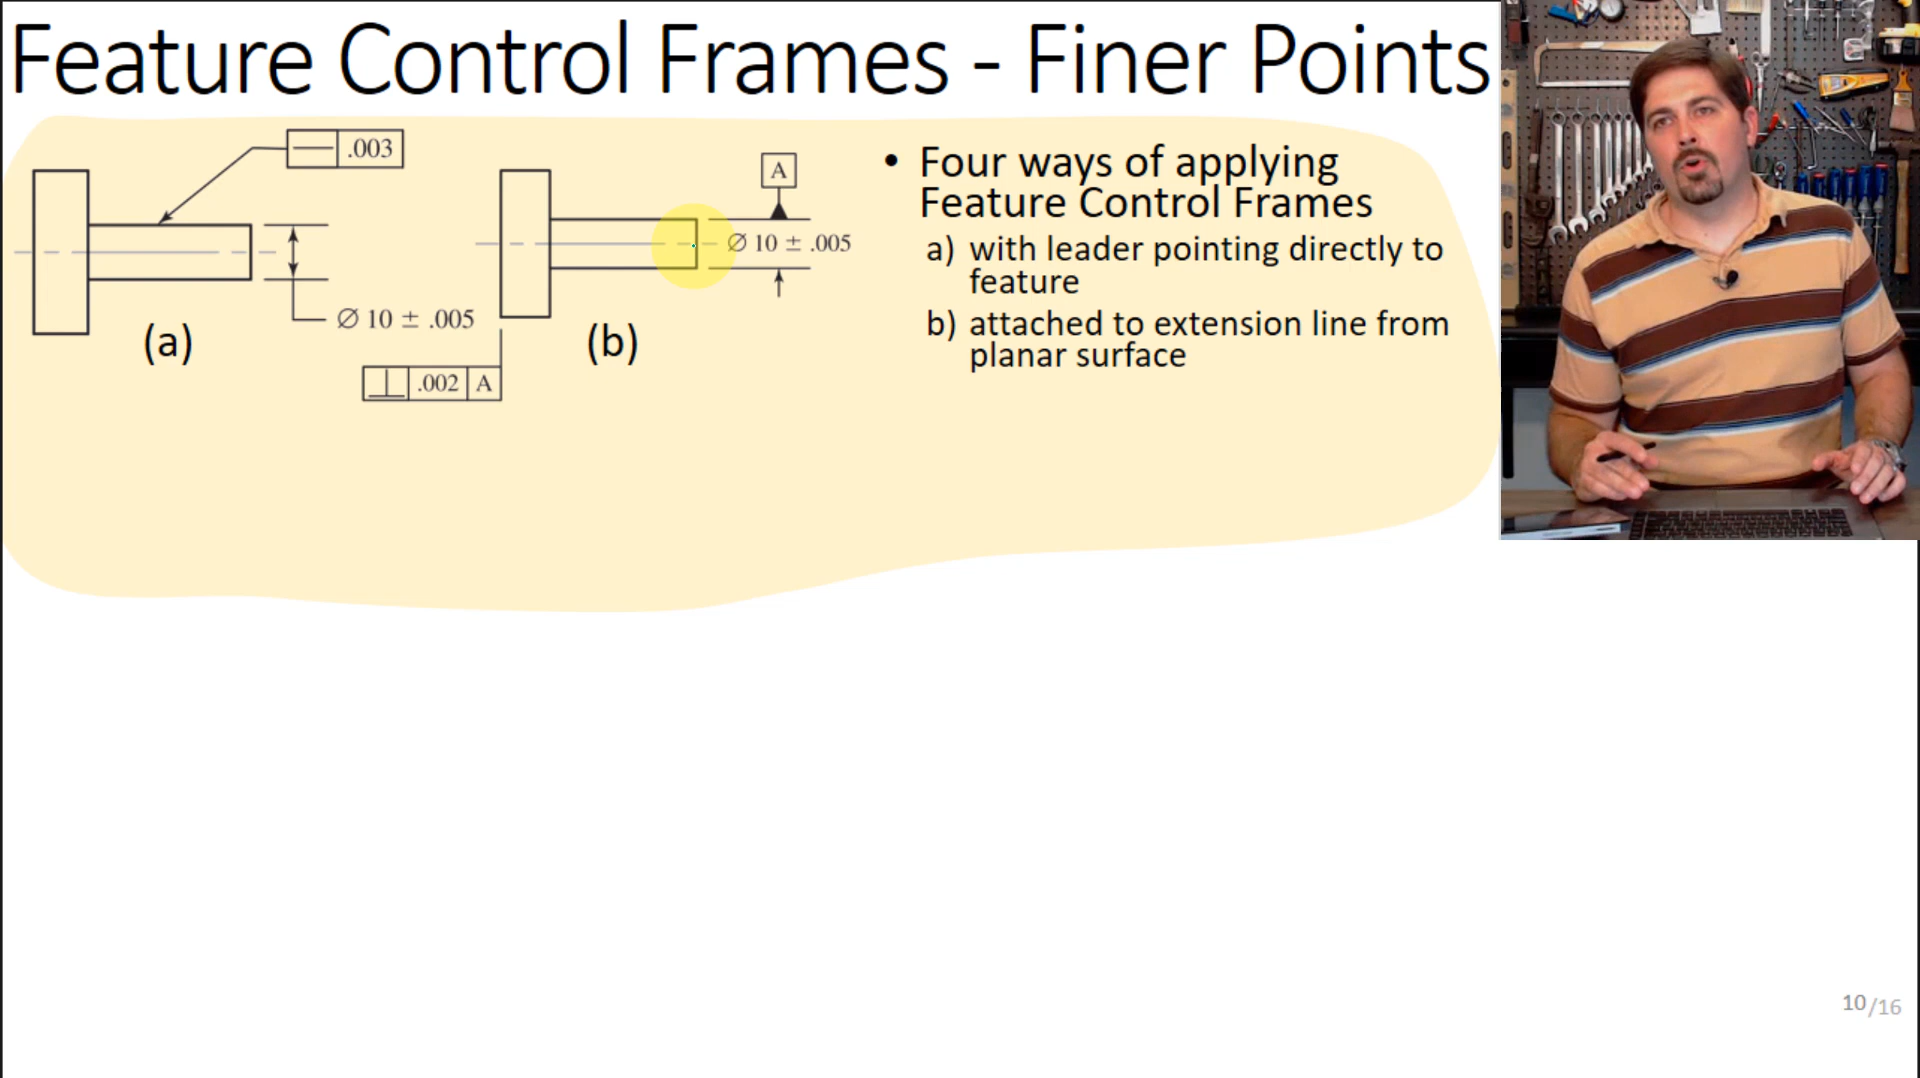 Feature Control Frames - Finer Points
.003
Ø 10 ± .005
(a)
A
Ø 10 ± .005
(b)
.002 A
• Four ways of applying
Feature Control Frames
a) with leader pointing directly to
feature
b) attached to extension line from
planar surface
10/16